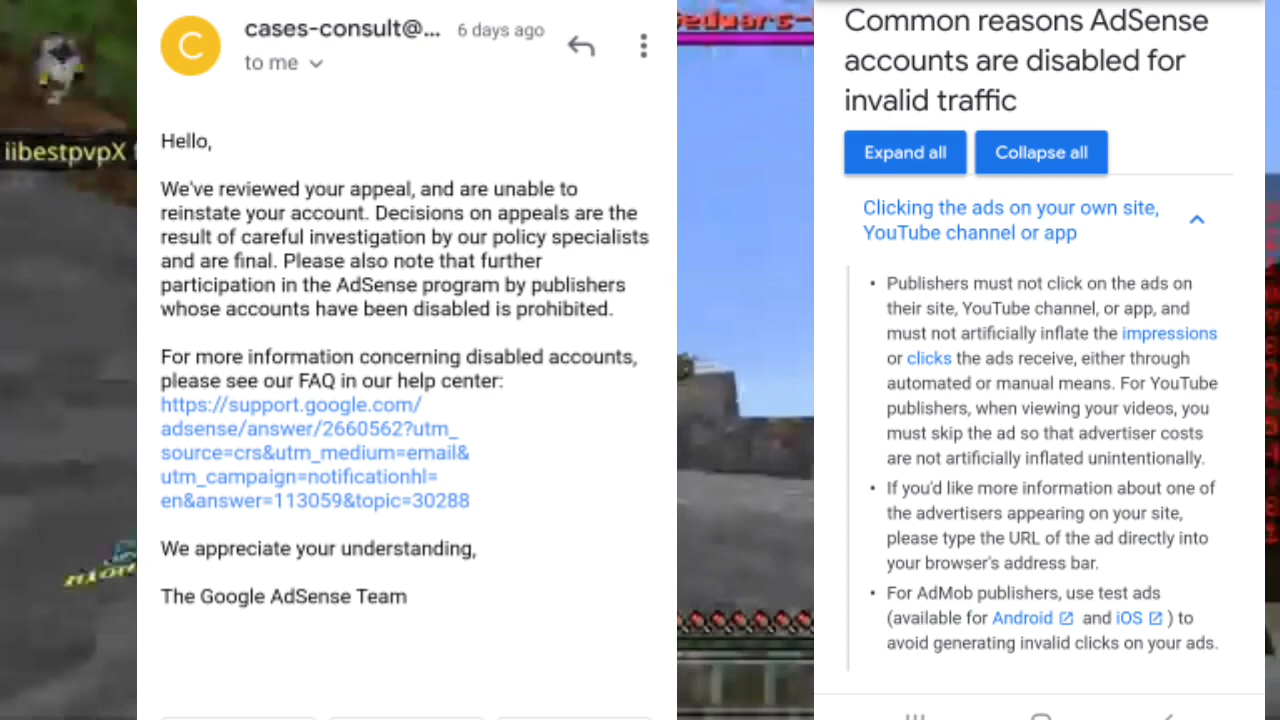 cases-consult@... 6 days ago
to me
C
Hello,
We've reviewed your appeal, and are unable to
reinstate your account. Decisions on appeals are the
result of careful investigation by our policy specialists
and are final. Please also note that further
participation in the AdSense program by publishers
whose accounts have been disabled is prohibited.
For more information concerning disabled accounts,
please see our FAQ in our help center:
https://support.google.com/
adsense/answer/2660562?utm_
source=crs&utm_medium=email&
utm_campaign=notificationhl=
en&answer=113059&topic=30288
We appreciate your understanding,
The Google AdSense Team
iibestpvpX
Common reasons AdSense
accounts are disabled for
invalid traffic
Expand all
Collapse all
Clicking the ads on your own site,
YouTube channel or app
• Publishers must not click on the ads on
their site, YouTube channel, or app, and
must not artificially inflate the impressions
or clicks the ads receive, either through
automated or manual means. For YouTube
publishers, when viewing your videos, you
must skip the ad so that advertiser costs
are not artificially inflated unintentionally.
• If you'd like more information about one of
the advertisers appearing on your site,
please type the URL of the ad directly into
your browser's address bar.
• For AdMob publishers, use test ads
(available for Android and iOS ) to
avoid generating invalid clicks on your ads.